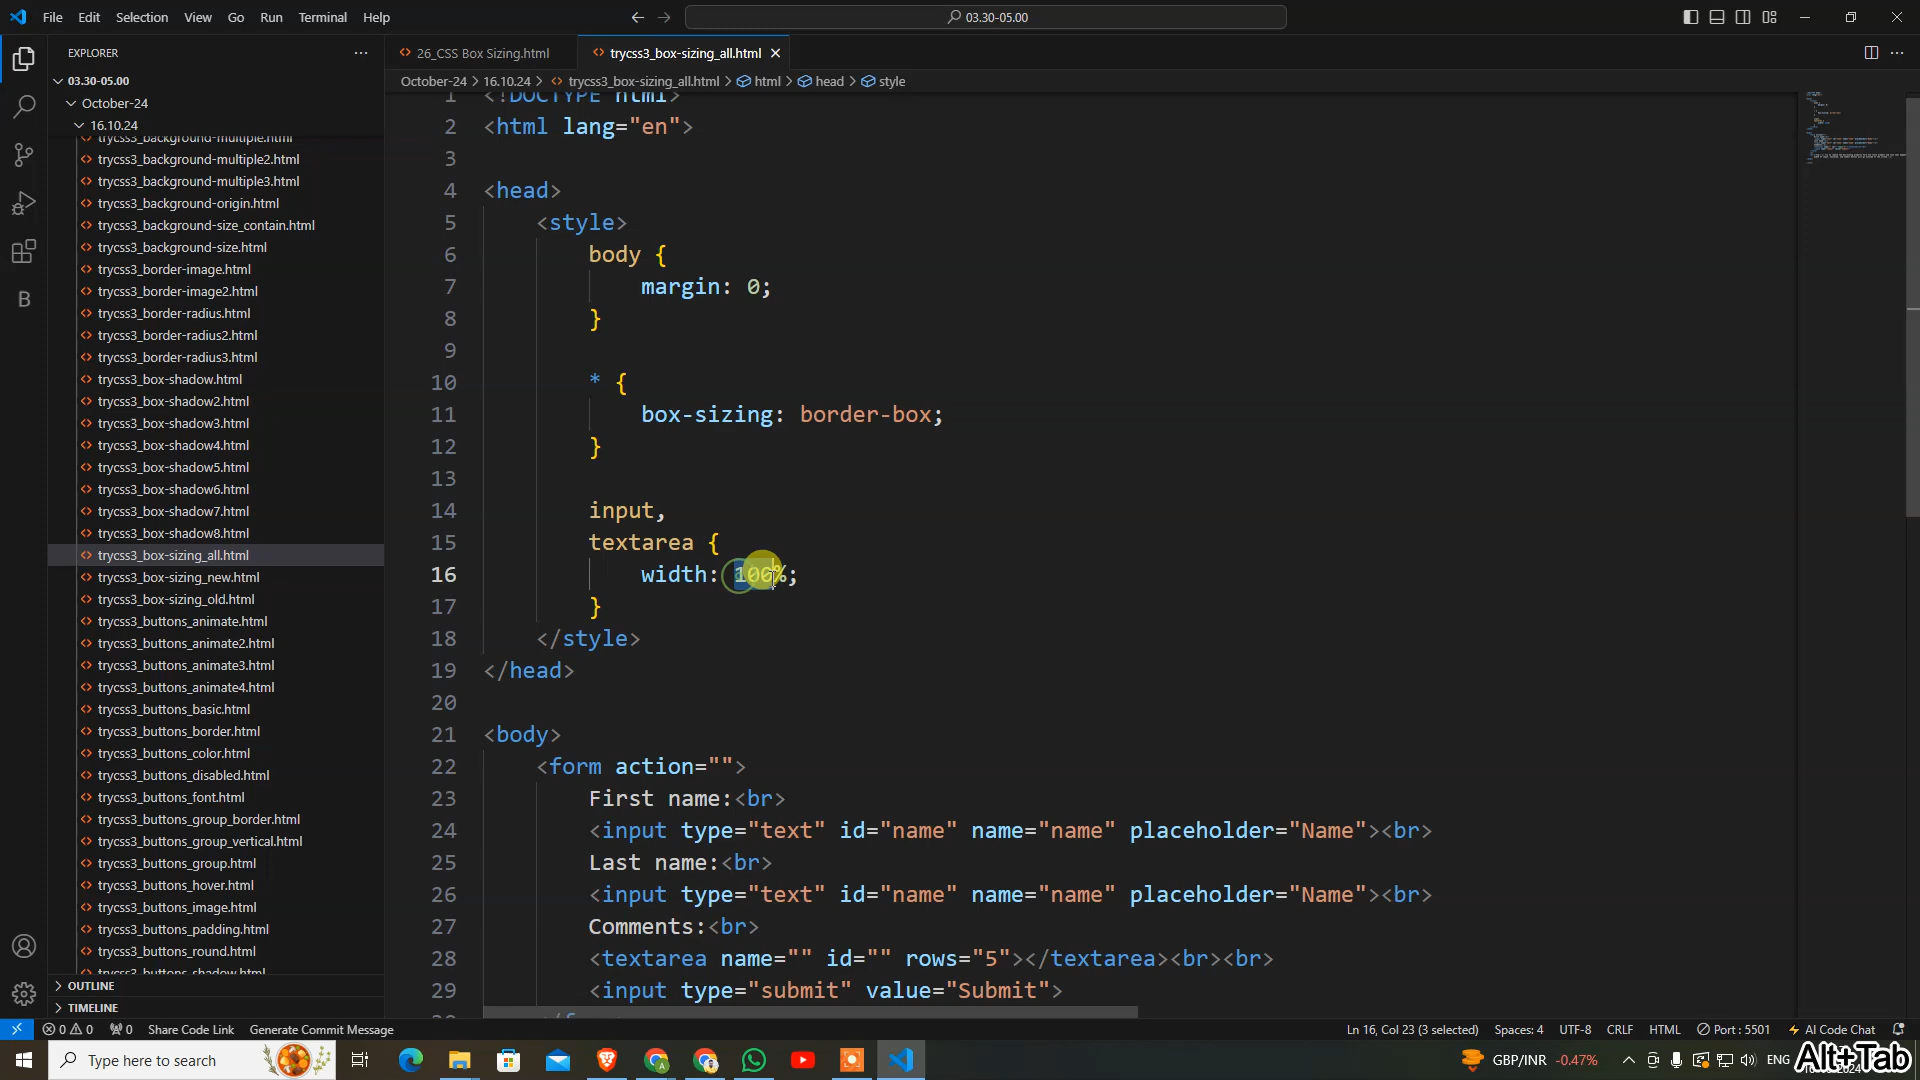 File Edit Selection View Go Run Terminal Help
03.30-05.00
EXPLORER
26_CSS Box Sizing.html
trycss3_box-sizing_all.html
03.30-05.00
October-24 > 16.10.24 > trycss3_box-sizing_all.html > html > head > style
October-24
16.10.24
trycss3_background-multiple.html
trycss3_background-multiple2.html
trycss3_background-multiple3.html
trycss3_background-origin.html
trycss3_background-size_contain.html
trycss3_background-size.html
trycss3_border-image.html
trycss3_border-image2.html
trycss3_border-radius.html
trycss3_border-radius2.html
trycss3_border-radius3.html
trycss3_box-shadow.html
trycss3_box-shadow2.html
trycss3_box-shadow3.html
trycss3_box-shadow4.html
trycss3_box-shadow5.html
trycss3_box-shadow6.html
trycss3_box-shadow7.html
trycss3_box-shadow8.html
trycss3_box-sizing_all.html
trycss3_box-sizing_new.html
trycss3_box-sizing_old.html
trycss3_buttons_animate.html
trycss3_buttons_animate2.html
trycss3_buttons_animate3.html
trycss3_buttons_animate4.html
trycss3_buttons_basic.html
trycss3_buttons_border.html
trycss3_buttons_color.html
trycss3_buttons_disabled.html
trycss3_buttons_font.html
trycss3_buttons_group_border.html
trycss3_buttons_group_vertical.html
trycss3_buttons_group.html
trycss3_buttons_hover.html
trycss3_buttons_image.html
trycss3_buttons_padding.html
trycss3_buttons_round.html
trycss3_buttons_shadow.html
OUTLINE
TIMELINE
1 <!DOCTYPE html>
2 <html lang="en">
3
4 <head>
5 <style>
6 body {
7 margin: 0;
8 }
9
10 * {
11 box-sizing: border-box;
12 }
13
14 input,
15 textarea {
16 width: 100%;
17 }
18 </style>
19 </head>
20
21 <body>
22 <form action="">
23 First name:<br>
24 <input type="text" id="name" name="name" placeholder="Name"><br>
25 Last name:<br>
26 <input type="text" id="name" name="name" placeholder="Name"><br>
27 Comments:<br>
28 <textarea name="" id="" rows="5"></textarea><br><br>
29 <input type="submit" value="Submit">
0 0 0 Share Code Link Generate Commit Message
Ln 16, Col 23 (3 selected) Spaces: 4 UTF-8 CRLF HTML Port : 5501 AI Code Chat
Type here to search
GBP/INR -0.47% ENG
Alt+Tab